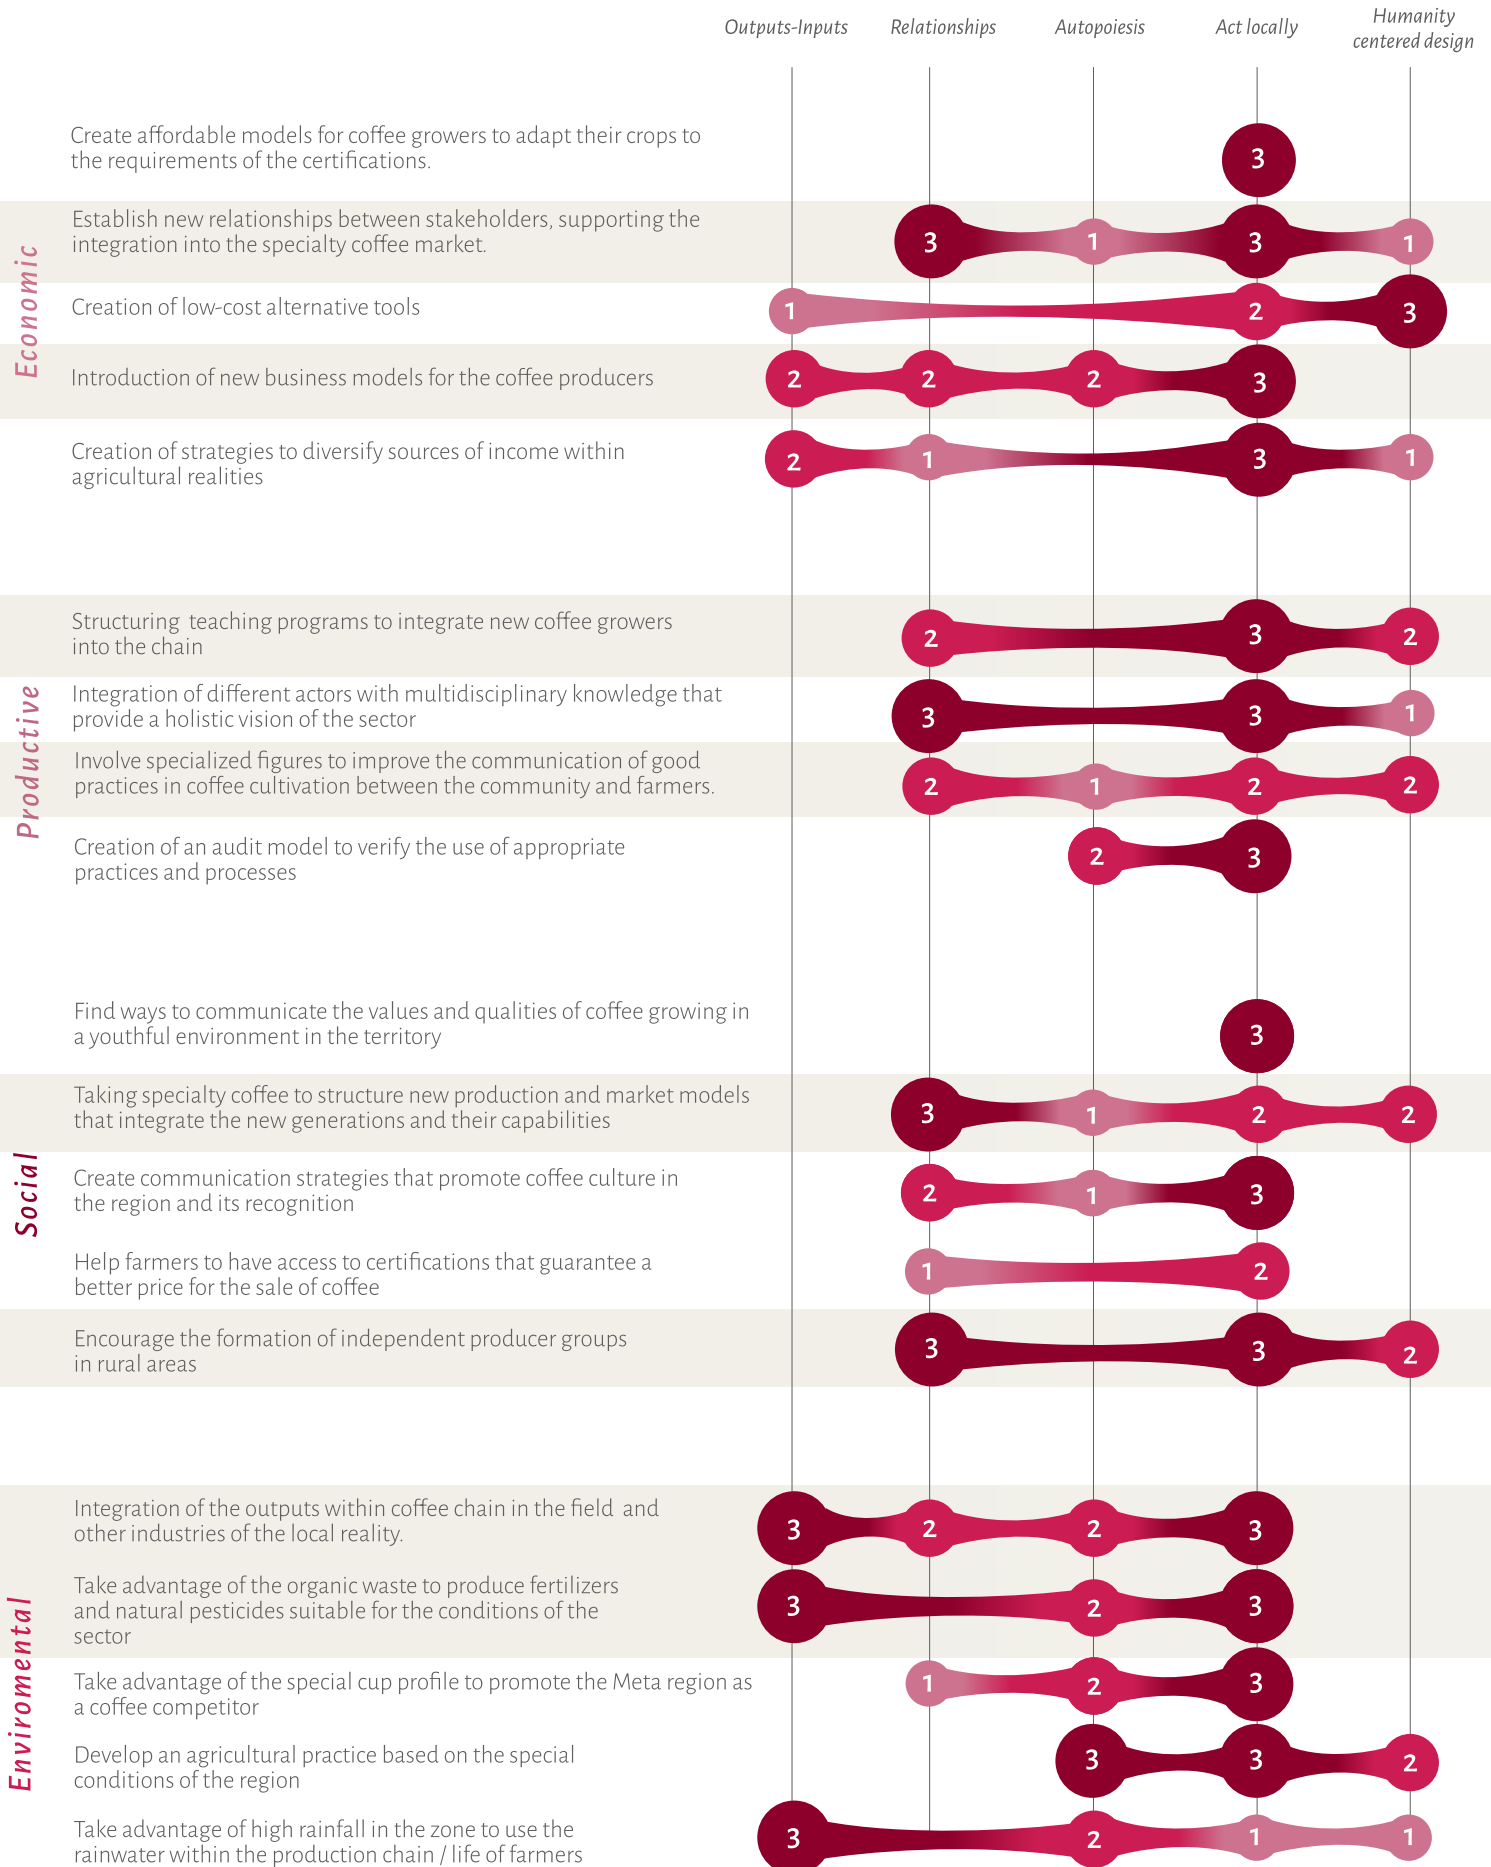 Outputs-Inputs
Relationships
Autopoiesis
Act locally
Humanity
centered design
Economic
Create affordable models for coffee growers to adapt their crops to
the requirements of the certifications.
3
Establish new relationships between stakeholders, supporting the
integration into the specialty coffee market.
3 1 3 1
Creation of low-cost alternative tools
1 2 3
Introduction of new business models for the coffee producers
2 2 2 3
Creation of strategies to diversify sources of income within
agricultural realities
2 1 3 1
Productive
Structuring teaching programs to integrate new coffee growers
into the chain
2 3 2
Integration of different actors with multidisciplinary knowledge that
provide a holistic vision of the sector
3 3 1
Involve specialized figures to improve the communication of good
practices in coffee cultivation between the community and farmers.
2 1 2 2
Creation of an audit model to verify the use of appropriate
practices and processes
2 3
Social
Find ways to communicate the values and qualities of coffee growing in
a youthful environment in the territory
3
Taking specialty coffee to structure new production and market models
that integrate the new generations and their capabilities
3 1 2 2
Create communication strategies that promote coffee culture in
the region and its recognition
2 1 3
Help farmers to have access to certifications that guarantee a
better price for the sale of coffee
1 2
Encourage the formation of independent producer groups
in rural areas
3 3 2
Enviromental
Integration of the outputs within coffee chain in the field and
other industries of the local reality.
3 2 2 3
Take advantage of the organic waste to produce fertilizers
and natural pesticides suitable for the conditions of the
sector
3 2 3
Take advantage of the special cup profile to promote the Meta region as
a coffee competitor
1 2 3
Develop an agricultural practice based on the special
conditions of the region
3 3 2
Take advantage of high rainfall in the zone to use the
rainwater within the production chain / life of farmers
3 2 1 1